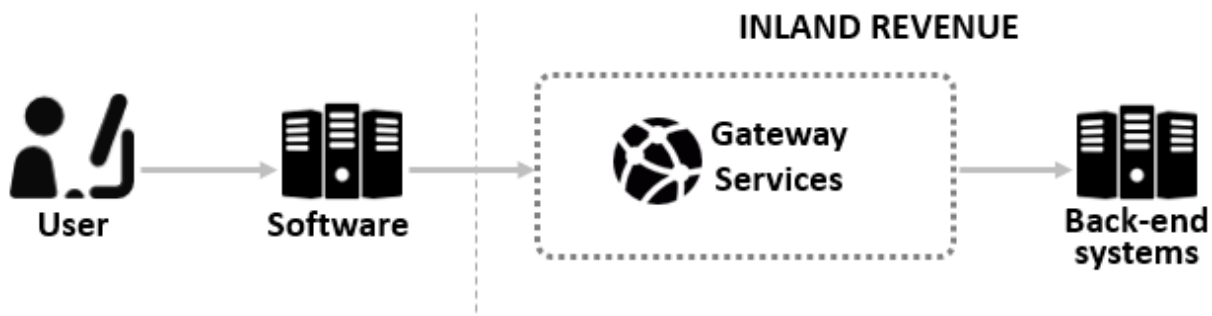 INLAND REVENUE
User
Software
Gateway
Services
Back-end
systems